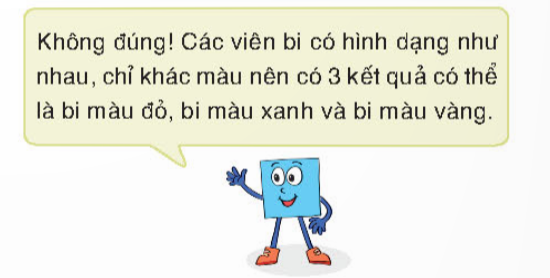 Không đúng! Các viên bi có hình dạng như
nhau, chỉ khác màu nên có 3 kết quả có thể
là bi màu đỏ, bi màu xanh và bi màu vàng.